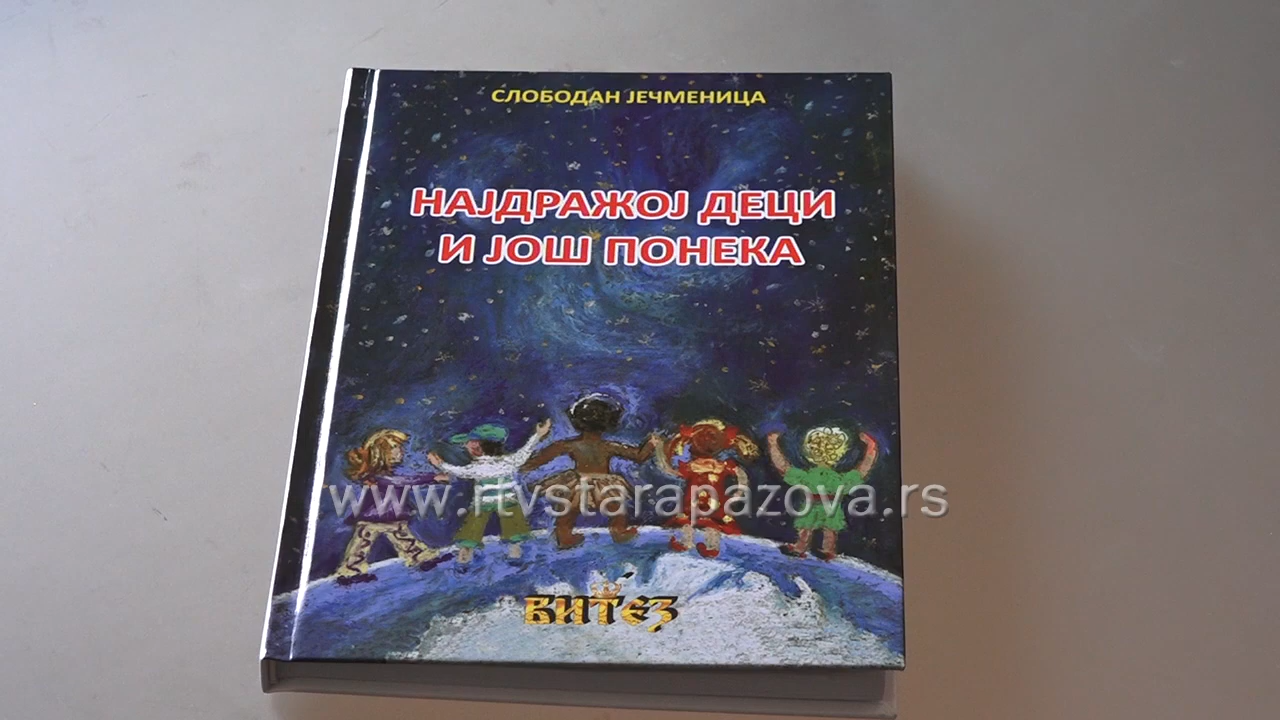 СЛОБОДАН ЈЕЧМЕНИЦА
НАЈДРАЖОЈ ДЕЦИ
И ЈОШ ПОНЕКА
www.rtvstarapazova.rs
ВИТЕЗ